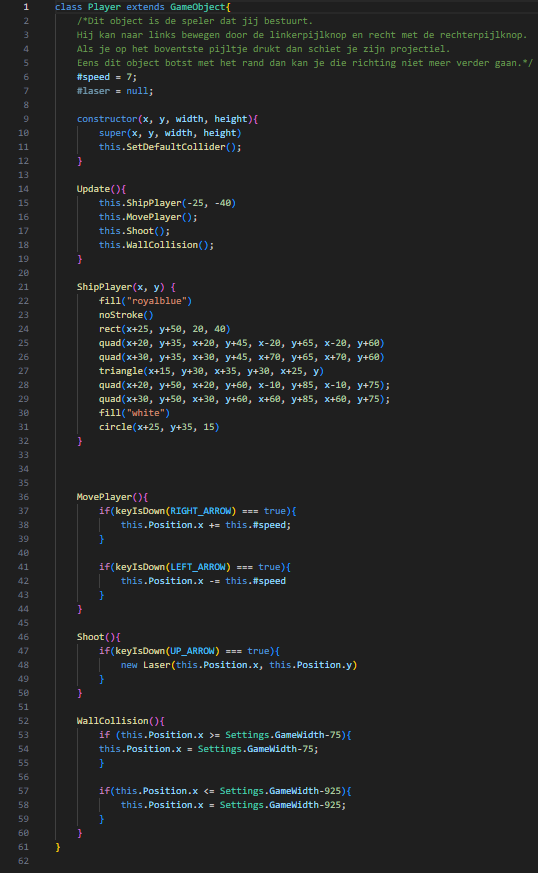 1 class Player extends GameObject{
2 /*Dit object is de speler dat jij bestuurt.
3 Hij kan naar links bewegen door de linkerpijlknop en recht met de rechterpijlknop.
4 Als je op het boventste pijltje drukt dan schiet je zijn projectiel.
5 Eens dit object botst met het rand dan kan je die richting niet meer verder gaan.*/
6 #speed = 7;
7 #laser = null;
8
9 constructor(x, y, width, height){
10 super(x, y, width, height)
11 this.SetDefaultCollider();
12 }
13
14 Update(){
15 this.ShipPlayer(-25, -40)
16 this.MovePlayer();
17 this.Shoot();
18 this.WallCollision();
19 }
20
21 ShipPlayer(x, y) {
22 fill("royalblue")
23 noStroke()
24 rect(x+25, y+50, 20, 40)
25 quad(x+20, y+35, x+20, y+45, x-20, y+65, x-20, y+60)
26 quad(x+30, y+35, x+30, y+45, x+70, y+65, x+70, y+60)
27 triangle(x+15, y+30, x+35, y+30, x+25, y)
28 quad(x+20, y+50, x+20, y+60, x-10, y+85, x-10, y+75);
29 quad(x+30, y+50, x+30, y+60, x+60, y+85, x+60, y+75);
30 fill("white")
31 circle(x+25, y+35, 15)
32 }
33
34
35
36 MovePlayer(){
37 if(keyIsDown(RIGHT_ARROW) === true){
38 this.Position.x += this.#speed;
39 }
40
41 if(keyIsDown(LEFT_ARROW) === true){
42 this.Position.x -= this.#speed
43 }
44 }
45
46 Shoot(){
47 if(keyIsDown(UP_ARROW) === true){
48 new Laser(this.Position.x, this.Position.y)
49 }
50 }
51
52 WallCollision(){
53 if (this.Position.x >= Settings.GameWidth-75){
54 this.Position.x = Settings.GameWidth-75;
55 }
56
57 if(this.Position.x <= Settings.GameWidth-925){
58 this.Position.x = Settings.GameWidth-925;
59 }
60 }
61 }
62